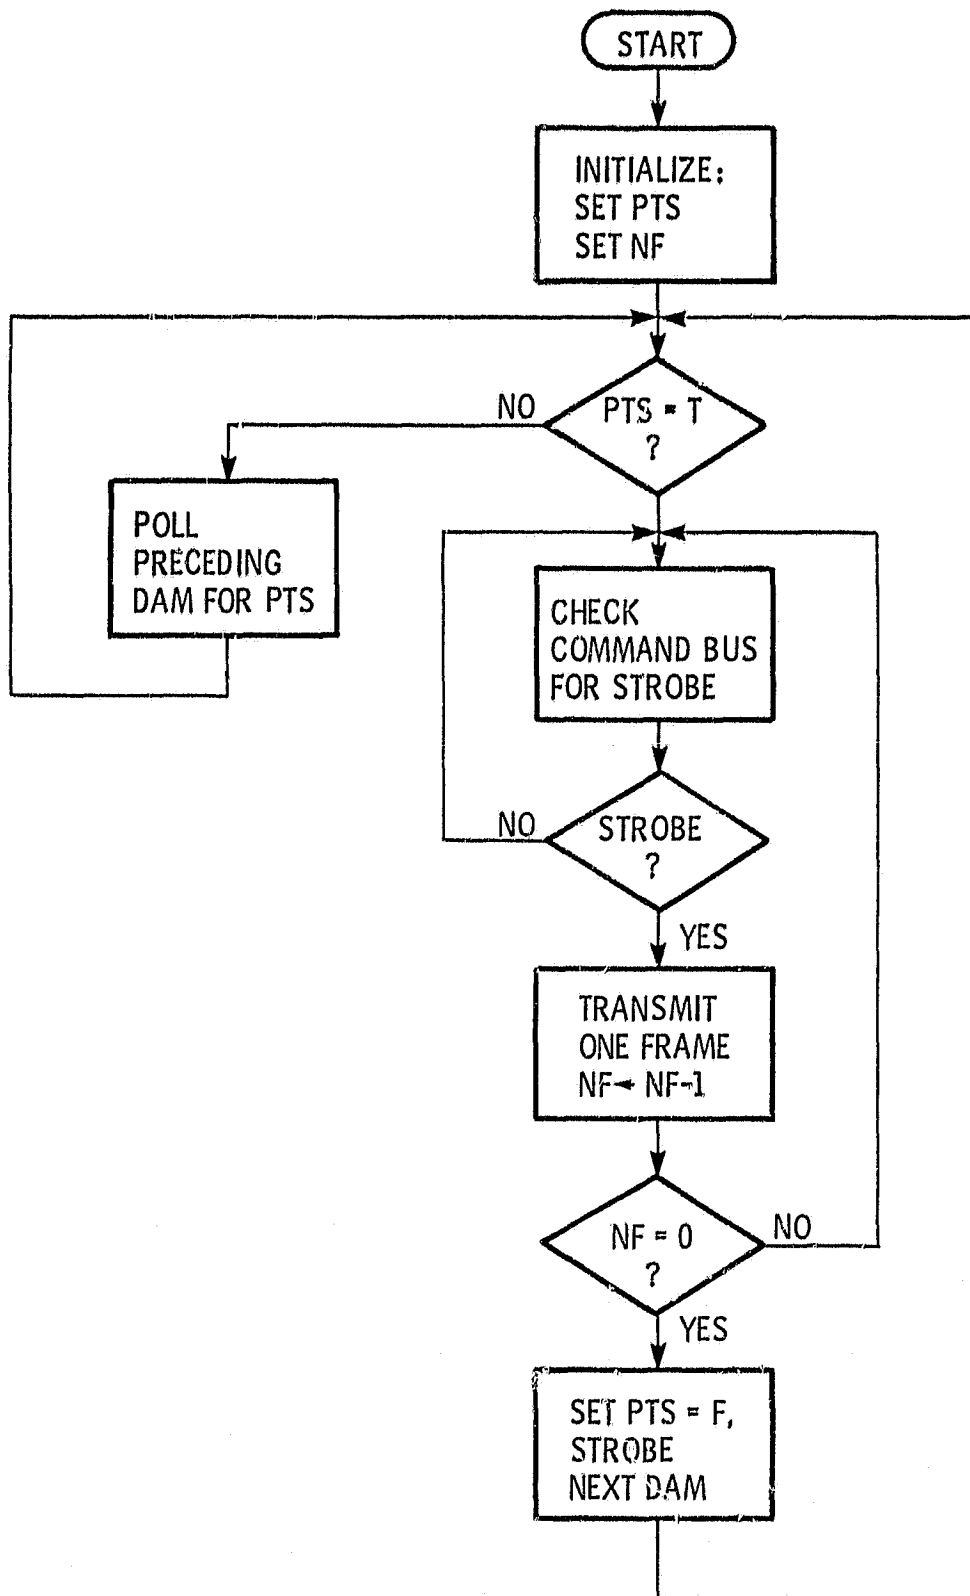 START
INITIALIZE:
SET PTS
SET NF
PTS = T
?
NO
POLL
PRECEDING
DAM FOR PTS
CHECK
COMMAND BUS
FOR STROBE
STROBE
?
NO
YES
TRANSMIT
ONE FRAME
NF← NF-1
NF = 0
?
NO
YES
SET PTS = F,
STROBE
NEXT DAM